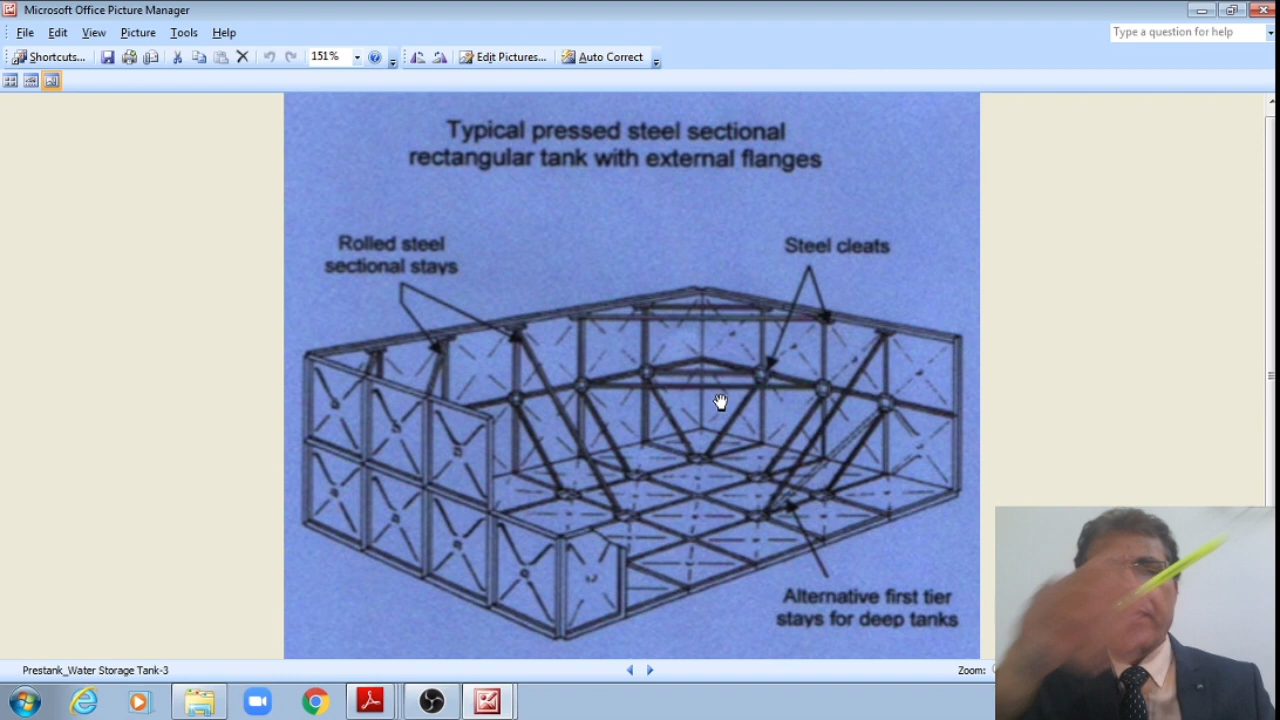 Microsoft Office Picture Manager
File Edit View Picture Tools Help
Type a question for help
Shortcuts... 151% Edit Pictures... Auto Correct
Typical pressed steel sectional
rectangular tank with external flanges
Rolled steel
sectional stays
Steel cleats
Alternative first tier
stays for deep tanks
Prestank_Water Storage Tank-3
Zoom: